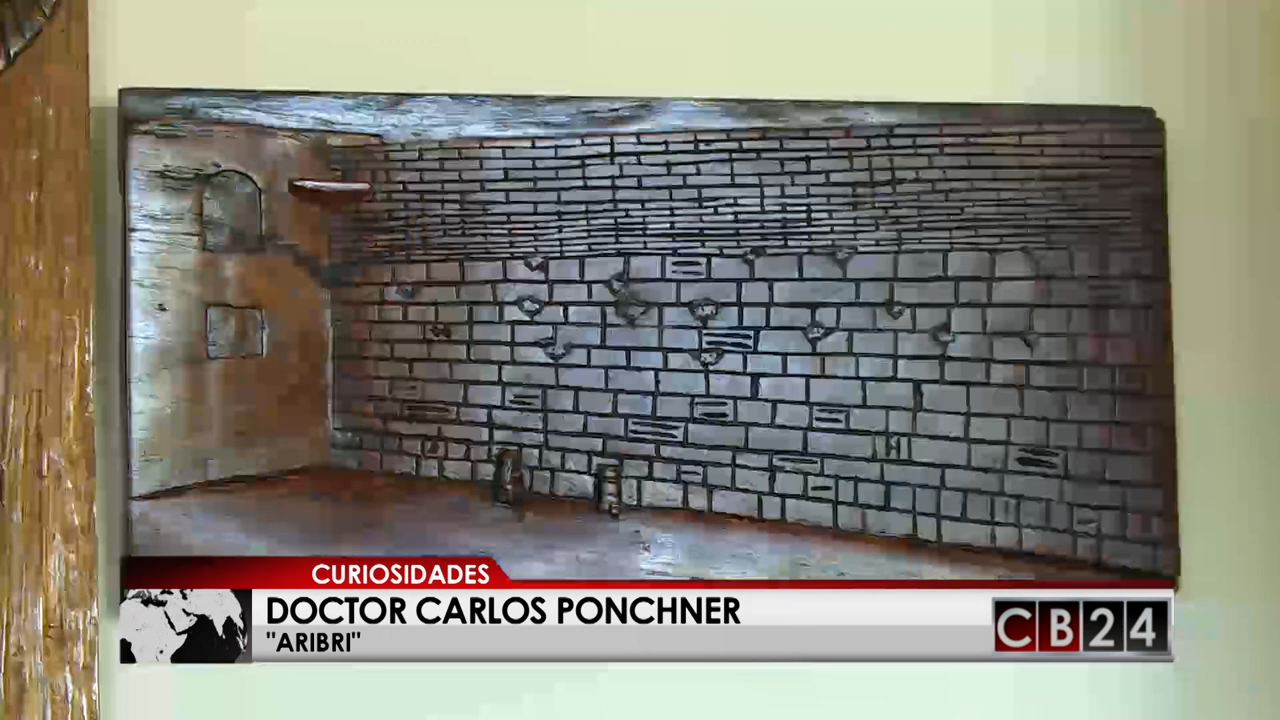 CURIOSIDADES
DOCTOR CARLOS PONCHNER
"ARIBRI"
CB24